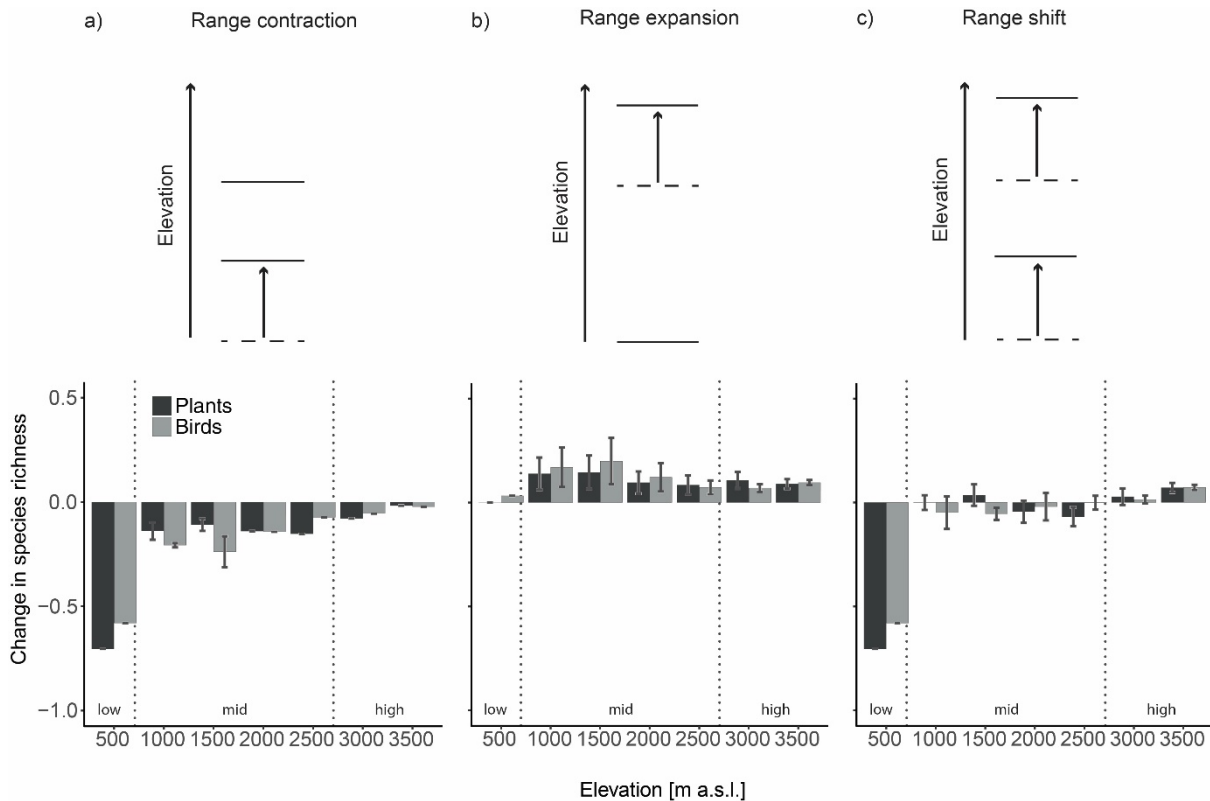 a) Range contraction
b) Range expansion
c) Range shift
Elevation
Elevation
Elevation
Change in species richness
0.5
0.0
−0.5
−1.0
Plants
Birds
low mid high
500 1000 1500 2000 2500 3000 3500
low mid high
500 1000 1500 2000 2500 3000 3500
low mid high
500 1000 1500 2000 2500 3000 3500
Elevation [m a.s.l.]